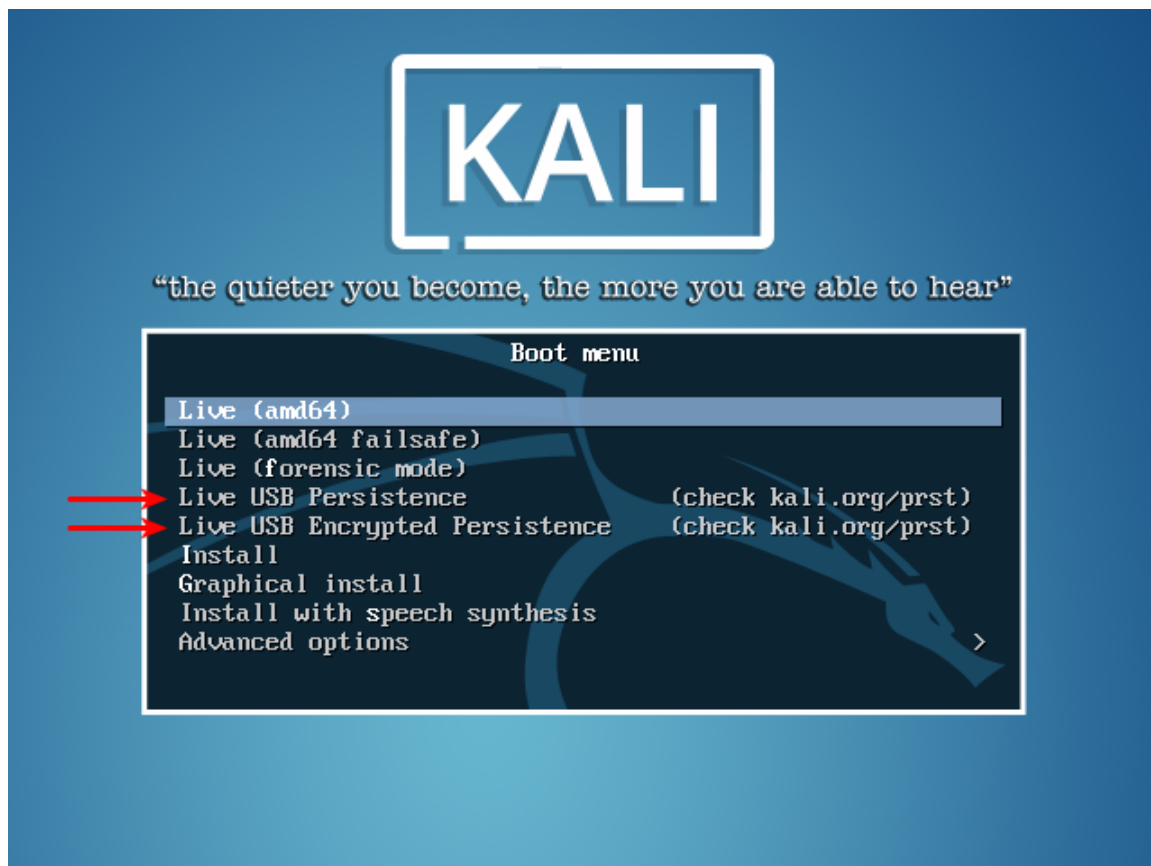 KALI
“the quieter you become, the more you are able to hear”
Boot menu
Live (amd64)
Live (amd64 failsafe)
Live (forensic mode)
Live USB Persistence (check kali.org/prst)
Live USB Encrypted Persistence (check kali.org/prst)
Install
Graphical install
Install with speech synthesis
Advanced options >